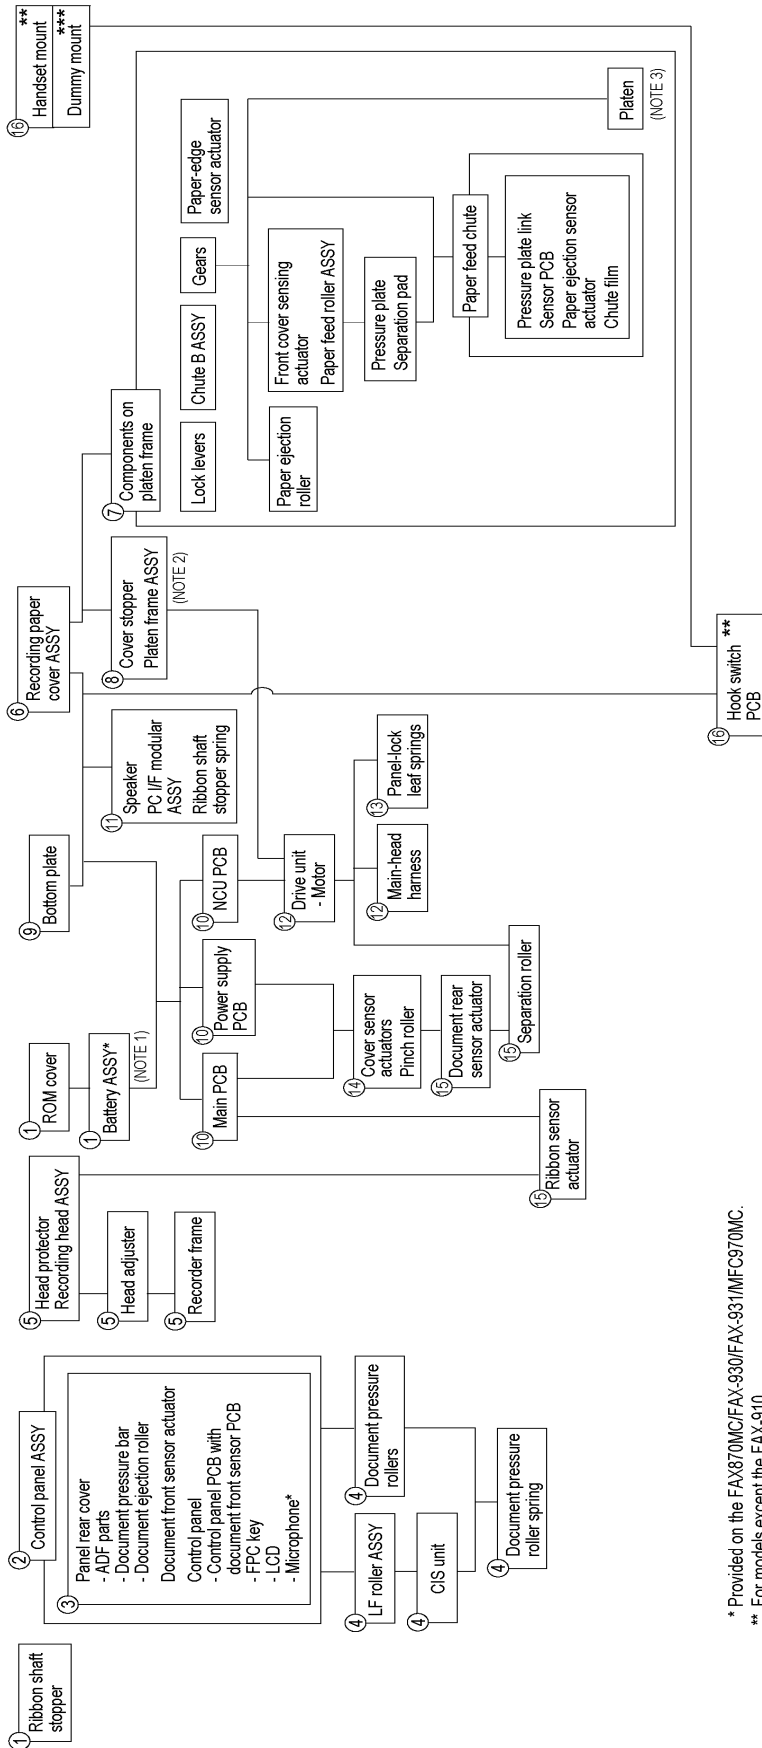 ① Ribbon shaft
stopper
② Control panel ASSY
③ Panel rear cover
- ADF parts
- Document pressure bar
- Document ejection roller
Document front sensor actuator
Control panel
- Control panel PCB with
document front sensor PCB
- FPC key
- LCD
- Microphone*
④ LF roller ASSY
④ CIS unit
④ Document pressure
rollers
④ Document pressure
roller spring
⑤ Head protector
Recording head ASSY
⑤ Head adjuster
⑤ Recorder frame
① ROM cover
① Battery ASSY*
(NOTE 1)
⑩ Main PCB
⑩ Power supply
PCB
⑩ NCU PCB
⑭ Cover sensor
actuators
Pinch roller
⑮ Document rear
sensor actuator
⑮ Separation roller
⑮ Ribbon sensor
actuator
⑨ Bottom plate
⑪ Speaker
PC I/F modular
ASSY
Ribbon shaft
stopper spring
⑫ Drive unit
- Motor
⑫ Main-head
harness
⑬ Panel-lock
leaf springs
⑥ Recording paper
cover ASSY
⑧ Cover stopper
Platen frame ASSY
(NOTE 2)
⑦ Components on
platen frame
Lock levers
Chute B ASSY
Gears
Paper-edge
sensor actuator
Paper ejection
roller
Front cover sensing
actuator
Paper feed roller ASSY
Pressure plate
Separation pad
Paper feed chute
Pressure plate link
Sensor PCB
Paper ejection sensor
actuator
Chute film
Platen
(NOTE 3)
⑯ Handset mount **
Dummy mount ***
⑯ Hook switch **
PCB
* Provided on the FAX870MC/FAX-930/FAX-931/MFC970MC.
** For models except the FAX-910